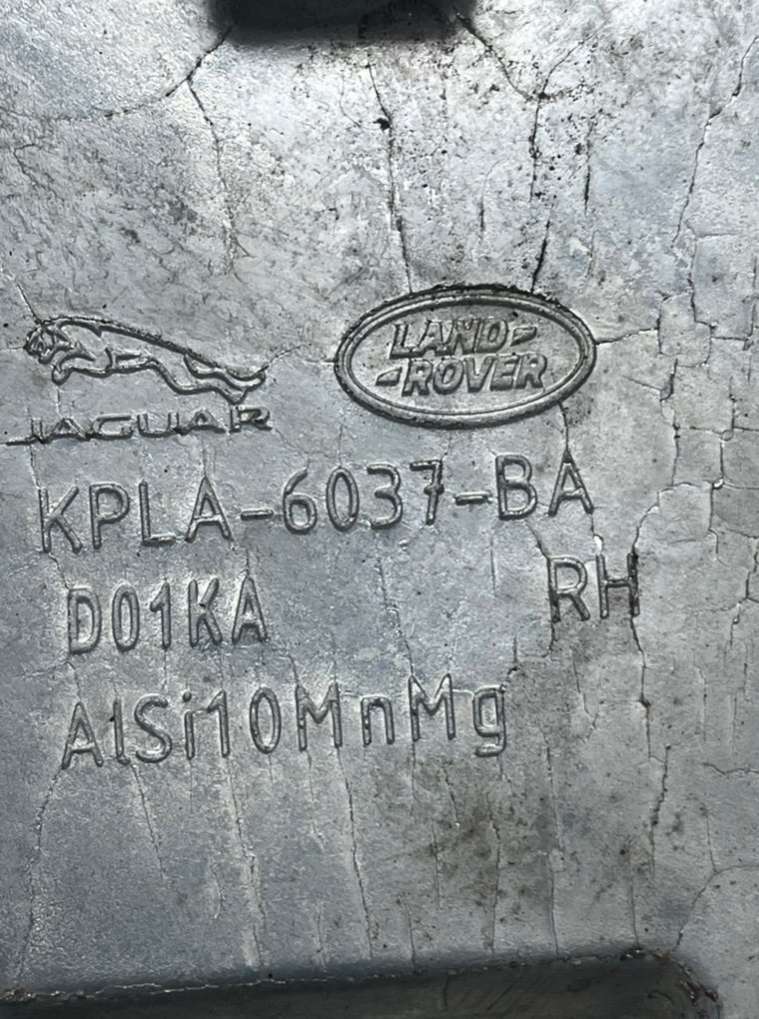 LAND-
-ROVER
JAGUAR
KPLA-6037-BA
D01KA RH
AlSi10MnMg